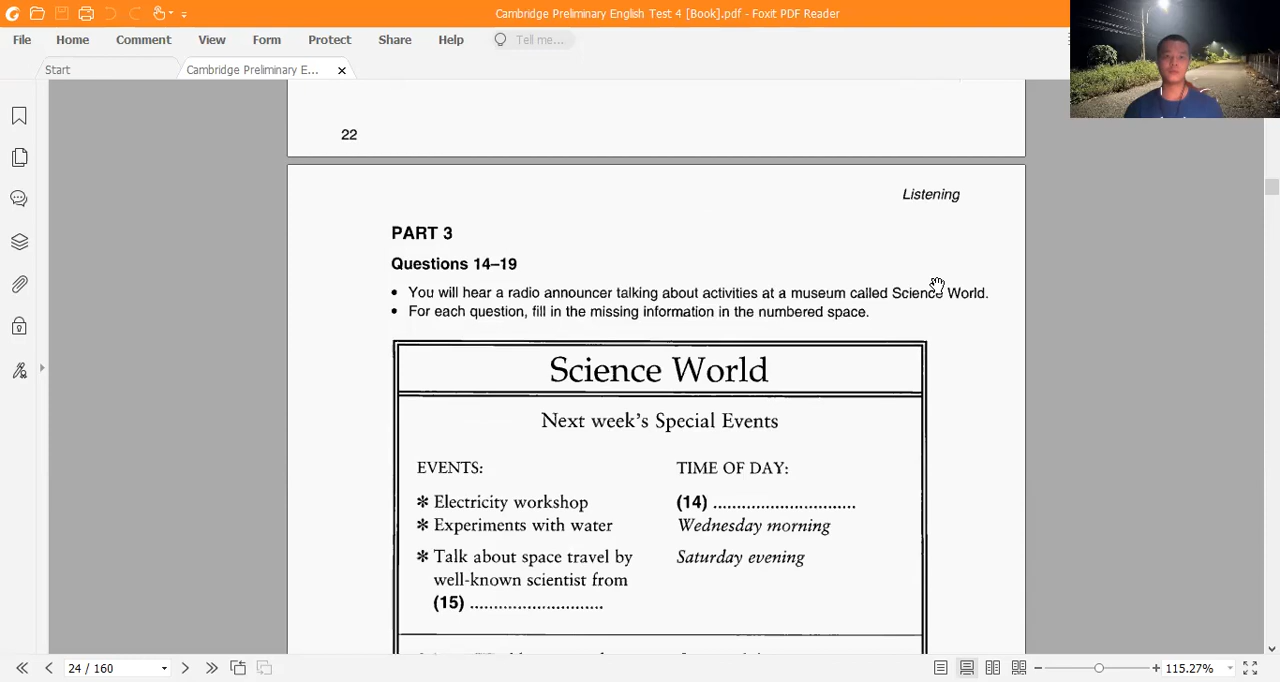 Cambridge Preliminary English Test 4 [Book].pdf - Foxit PDF Reader
File Home Comment View Form Protect Share Help Tell me...
Start Cambridge Preliminary E... ×
22
Listening
PART 3
Questions 14–19
• You will hear a radio announcer talking about activities at a museum called Science World.
• For each question, fill in the missing information in the numbered space.
Science World
Next week's Special Events
EVENTS: TIME OF DAY:
✻ Electricity workshop (14) ..............................
✻ Experiments with water Wednesday morning
✻ Talk about space travel by Saturday evening
well-known scientist from
(15) ............................
24 / 160 115.27%